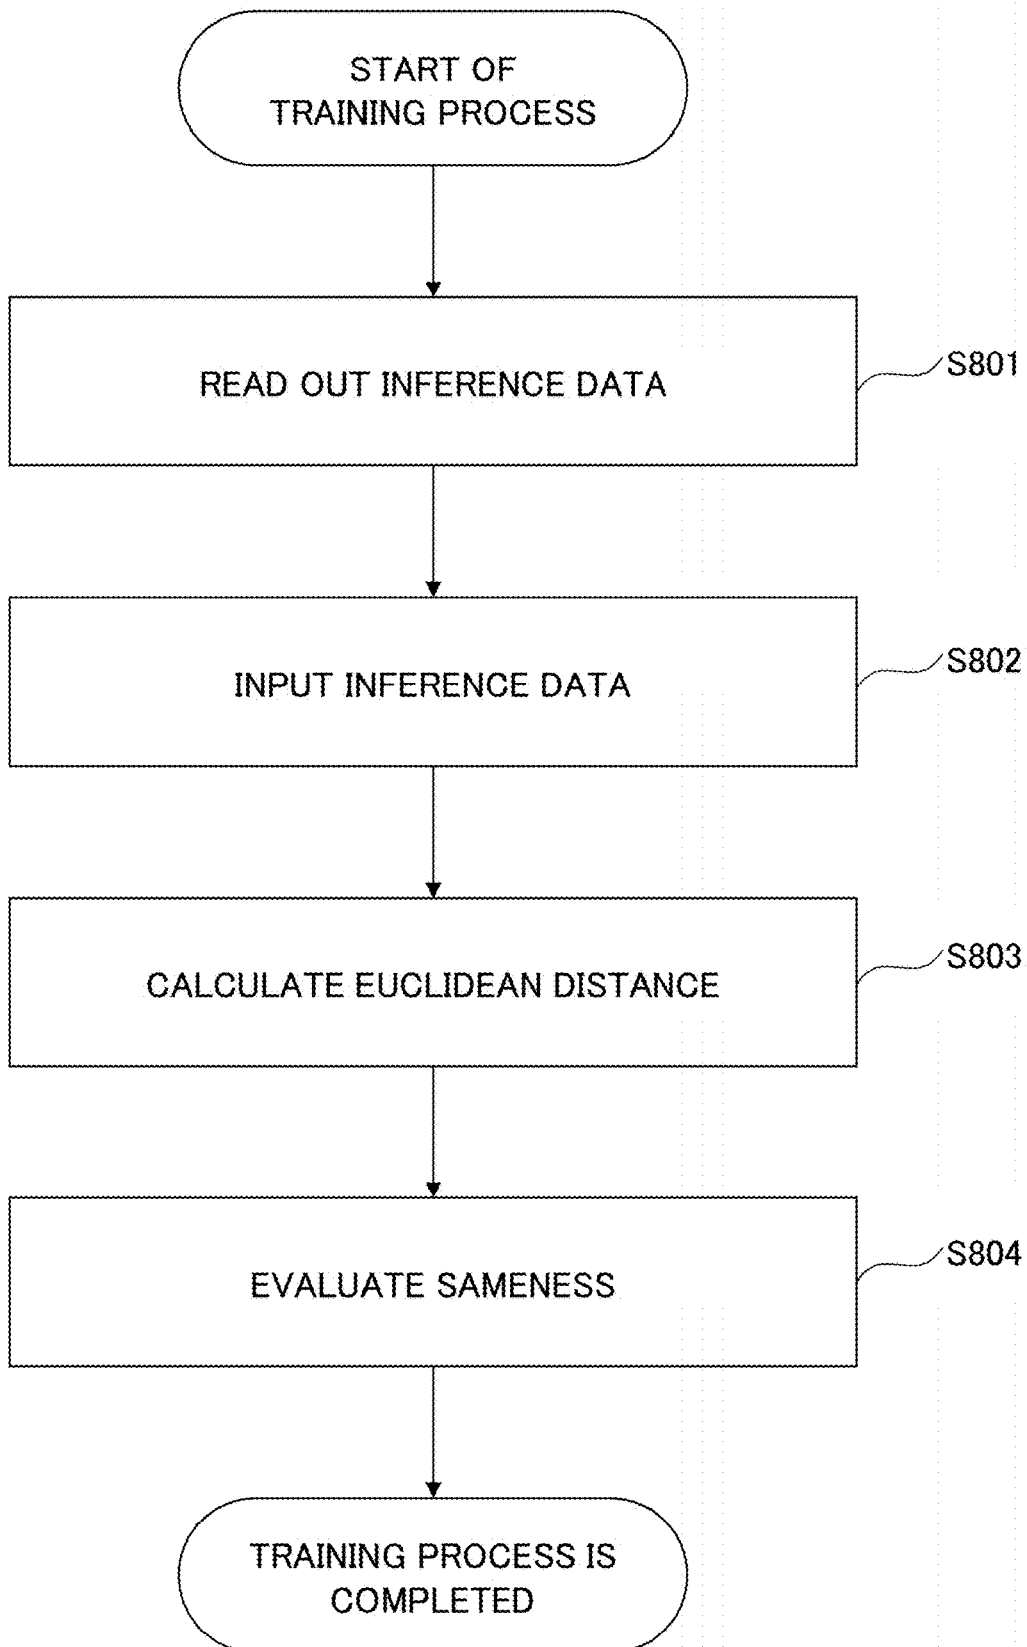 START OF
TRAINING PROCESS
READ OUT INFERENCE DATA
S801
INPUT INFERENCE DATA
S802
CALCULATE EUCLIDEAN DISTANCE
S803
EVALUATE SAMENESS
S804
TRAINING PROCESS IS
COMPLETED